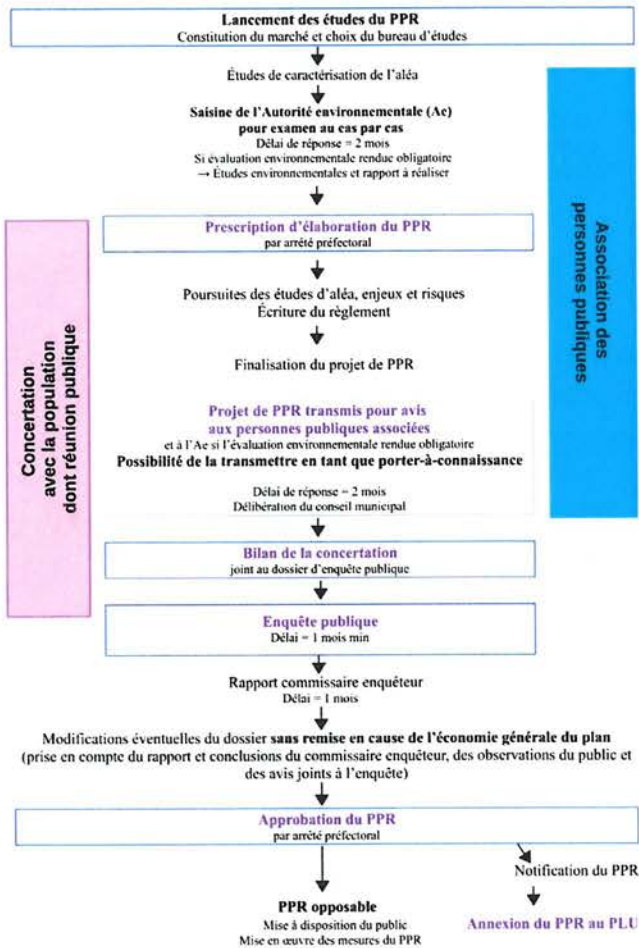 Lancement des études du PPR
Constitution du marché et choix du bureau d'études
Études de caractérisation de l'aléa
Saisine de l'Autorité environnementale (Ae)
pour examen au cas par cas
Délai de réponse = 2 mois
Si évaluation environnementale rendue obligatoire
→ Études environnementales et rapport à réaliser
Association des
personnes publiques
Concertation
avec la population
dont réunion publique
Prescription d'élaboration du PPR
par arrêté préfectoral
Poursuites des études d'aléa, enjeux et risques
Écriture du règlement
Finalisation du projet de PPR
Projet de PPR transmis pour avis
aux personnes publiques associées
et à l'Ae si l'évaluation environnementale rendue obligatoire
Possibilité de la transmettre en tant que porter-à-connaissance
Délai de réponse = 2 mois
Délibération du conseil municipal
Bilan de la concertation
joint au dossier d'enquête publique
Enquête publique
Délai = 1 mois min
Rapport commissaire enquêteur
Délai = 1 mois
Modifications éventuelles du dossier sans remise en cause de l'économie générale du plan
(prise en compte du rapport et conclusions du commissaire enquêteur, des observations du public et
des avis joints à l'enquête)
Approbation du PPR
par arrêté préfectoral
Notification du PPR
PPR opposable
Mise à disposition du public
Mise en œuvre des mesures du PPR
Annexion du PPR au PLU